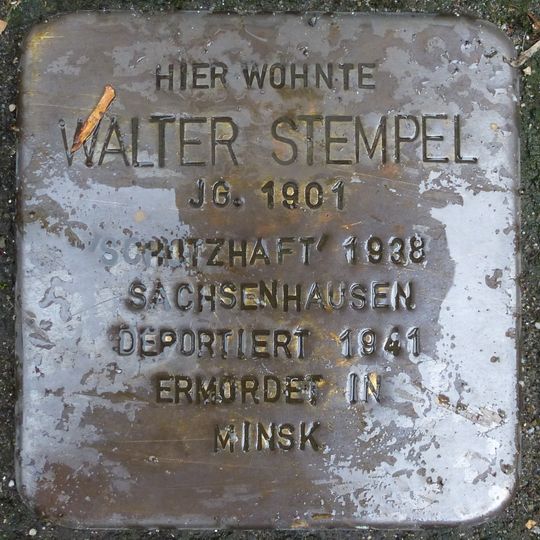 HIER WOHNTE
WALTER STEMPEL
JG. 1901
'SCHUTZHAFT' 1938
SACHSENHAUSEN
DEPORTIERT 1941
ERMORDET IN
MINSK